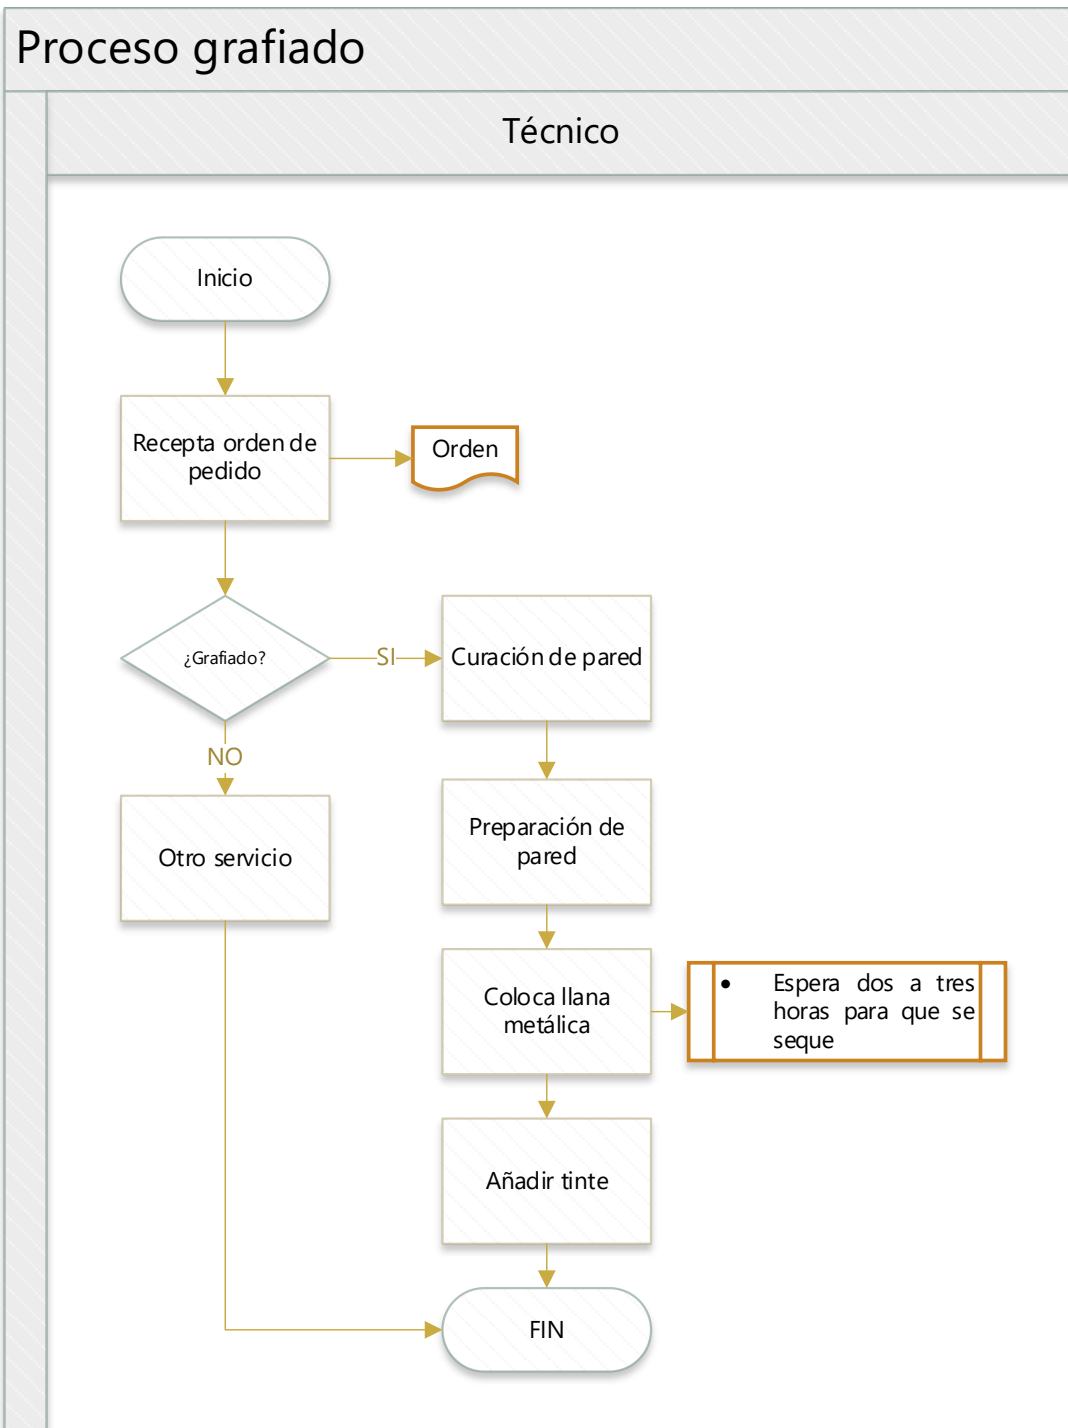 Proceso grafiado
Técnico
Inicio
Recepta orden de
pedido
Orden
¿Grafiado?
SI
Curación de pared
NO
Otro servicio
Preparación de
pared
Coloca llana
metálica
• Espera dos a tres
horas para que se
seque
Añadir tinte
FIN